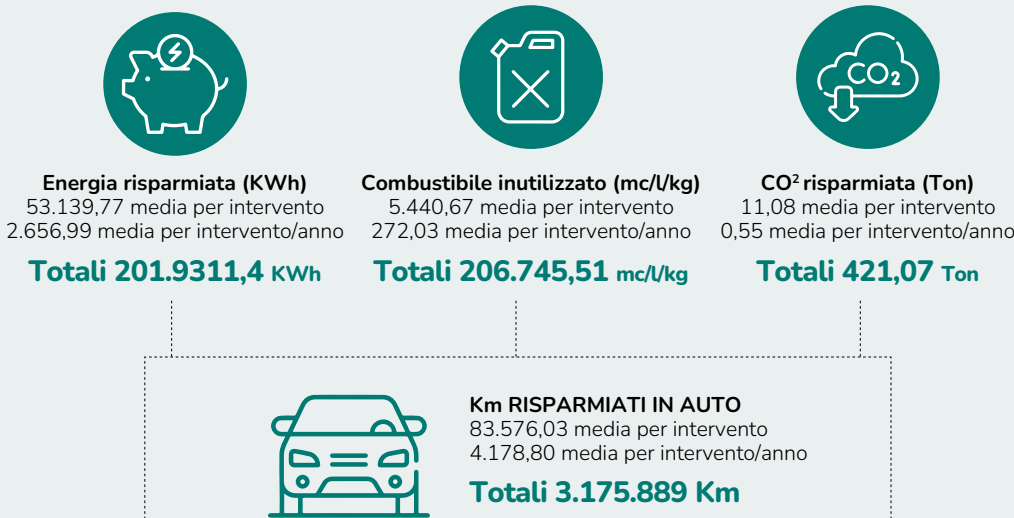 CO₂
Energia risparmiata (KWh)
53.139,77 media per intervento
2.656,99 media per intervento/anno
Totali 201.9311,4 KWh
Combustibile inutilizzato (mc/l/kg)
5.440,67 media per intervento
272,03 media per intervento/anno
Totali 206.745,51 mc/l/kg
CO² risparmiata (Ton)
11,08 media per intervento
0,55 media per intervento/anno
Totali 421,07 Ton
Km RISPARMIATI IN AUTO
83.576,03 media per intervento
4.178,80 media per intervento/anno
Totali 3.175.889 Km